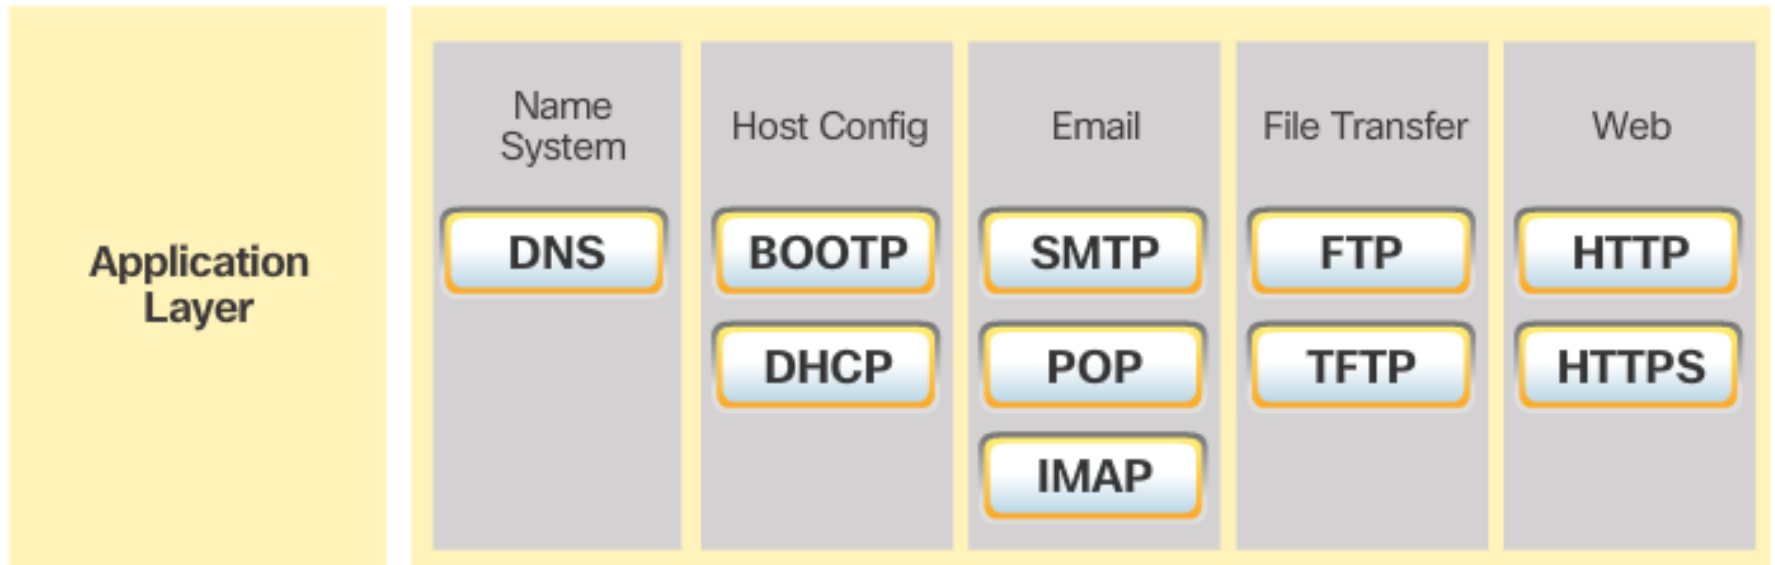 Application
Layer
Name
System
DNS
Host Config
BOOTP
DHCP
Email
SMTP
POP
IMAP
File Transfer
FTP
TFTP
Web
HTTP
HTTPS